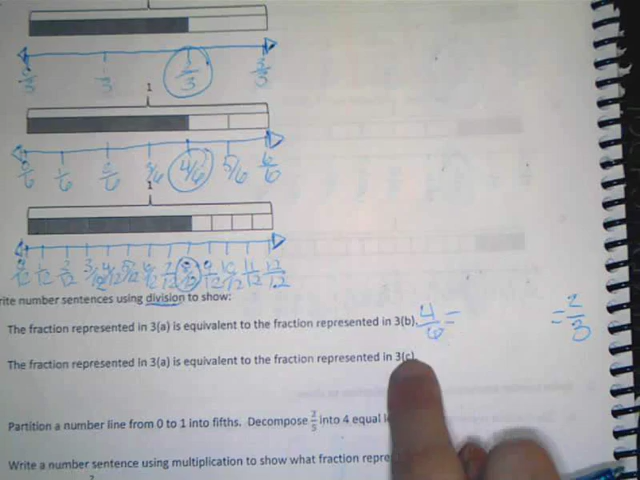 0/3 1/3 2/3 3/3
1
0/6 1/6 2/6 3/6 4/6 5/6 6/6
1
0/12 1/12 2/12 3/12 4/12 5/12 6/12 7/12 8/12 9/12 10/12 11/12 12/12
rite number sentences using division to show:
The fraction represented in 3(a) is equivalent to the fraction represented in 3(b). 4/6 = = 2/3
The fraction represented in 3(a) is equivalent to the fraction represented in 3(c).
Partition a number line from 0 to 1 into fifths. Decompose 2/5 into 4 equal
Write a number sentence using multiplication to show what fraction